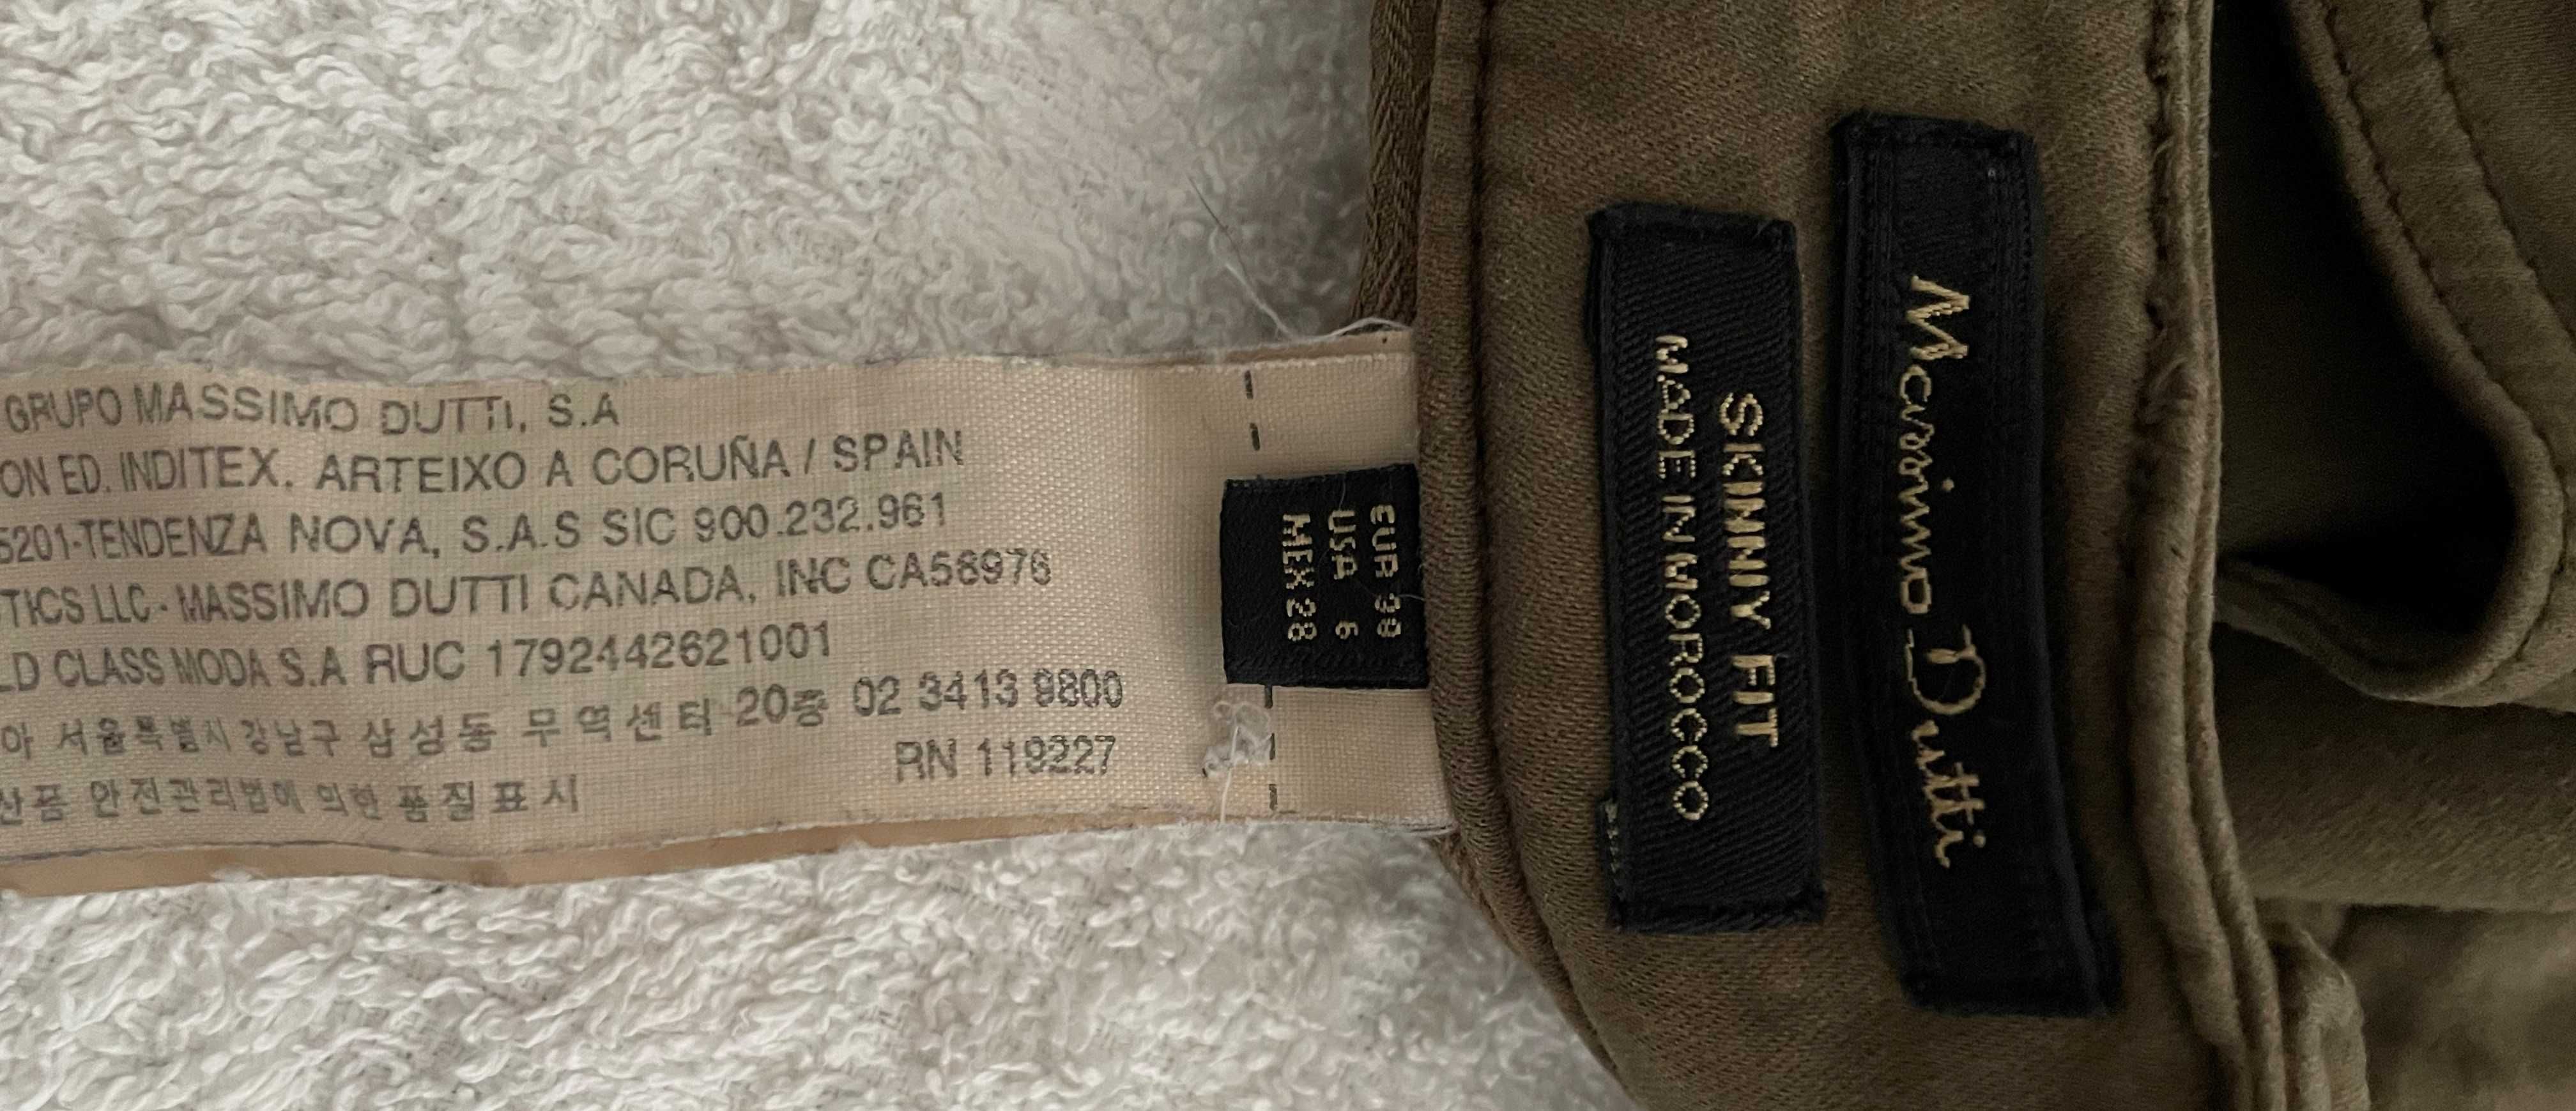 Massimo Dutti
SKINNY FIT
MADE IN MOROCCO
EUR 38
USA 6
MEX 28
GRUPO MASSIMO DUTTI, S.A
ON ED. INDITEX. ARTEIXO A CORUÑA / SPAIN
5201-TENDENZA NOVA, S.A.S SIC 900.232.961
TICS LLC - MASSIMO DUTTI CANADA, INC CA56976
LD CLASS MODA S.A RUC 1792442621001
아 서울특별시 강남구 삼성동 무역센터 20층 02 3413 9800
RN 119227
산품 안전관리법에 의한 품질표시